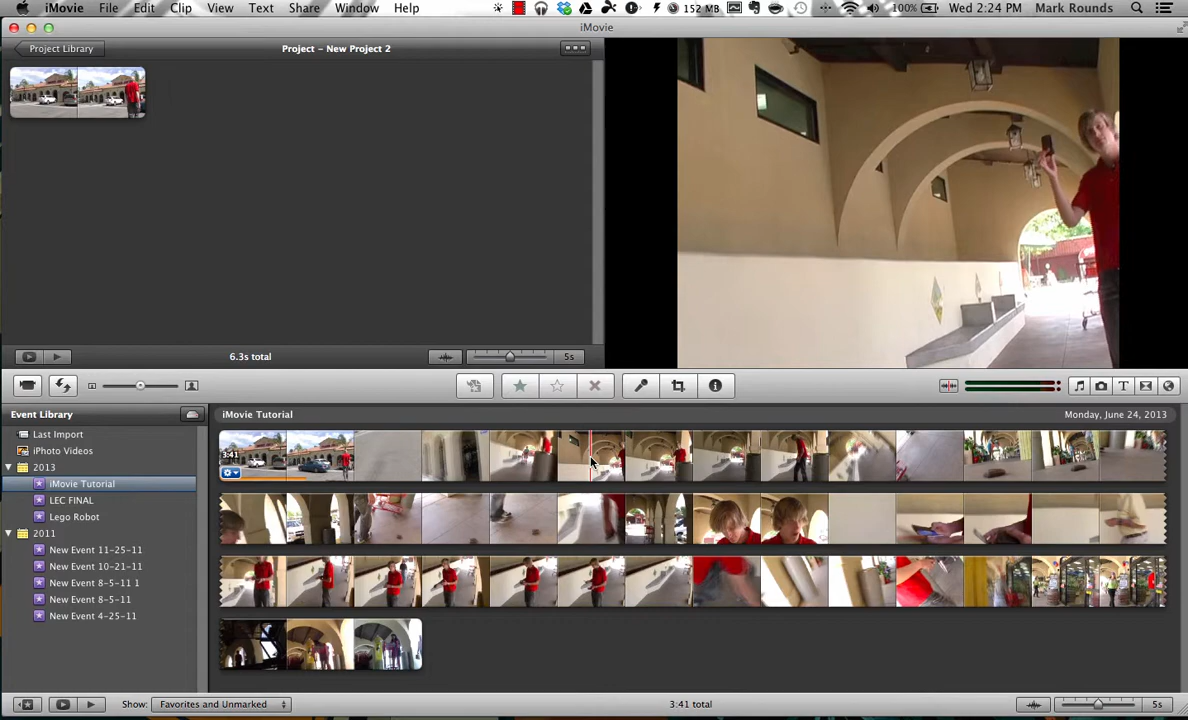 iMovie File Edit Clip View Text Share Window Help 152 MB 100% Wed 2:24 PM Mark Rounds
iMovie
Project Library
Project – New Project 2
6.3s total
5s
Event Library
iMovie Tutorial
Monday, June 24, 2013
Last Import
iPhoto Videos
2013
iMovie Tutorial
LEC FINAL
Lego Robot
2011
New Event 11-25-11
New Event 10-21-11
New Event 8-5-11 1
New Event 8-5-11
New Event 4-25-11
3:41
Show: Favorites and Unmarked
3:41 total
5s